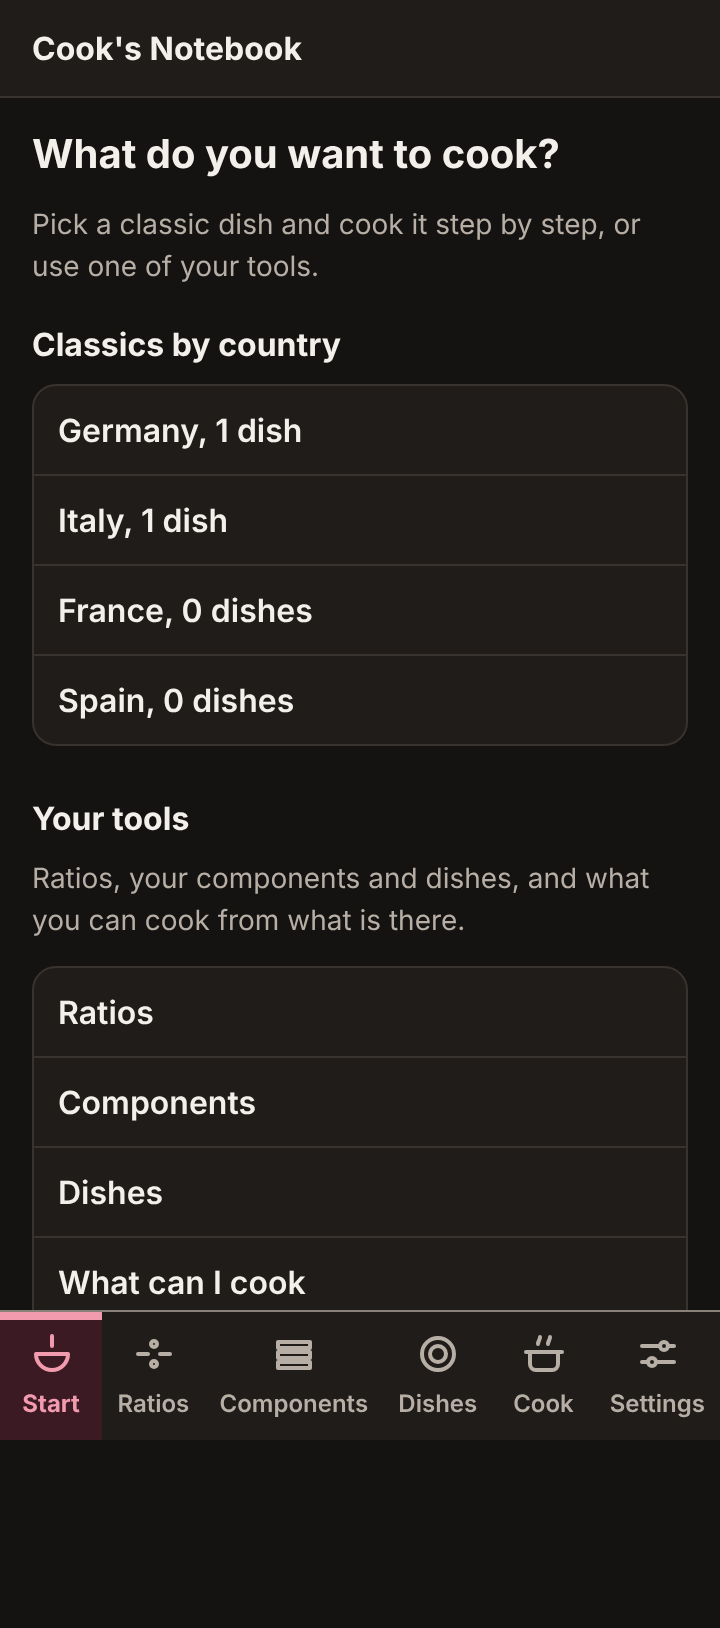 Cook's Notebook
What do you want to cook?
Pick a classic dish and cook it step by step, or
use one of your tools.
Classics by country
Germany, 1 dish
Italy, 1 dish
France, 0 dishes
Spain, 0 dishes
Your tools
Ratios, your components and dishes, and what
you can cook from what is there.
Ratios
Components
Dishes
What can I cook
Start Ratios Components Dishes Cook Settings